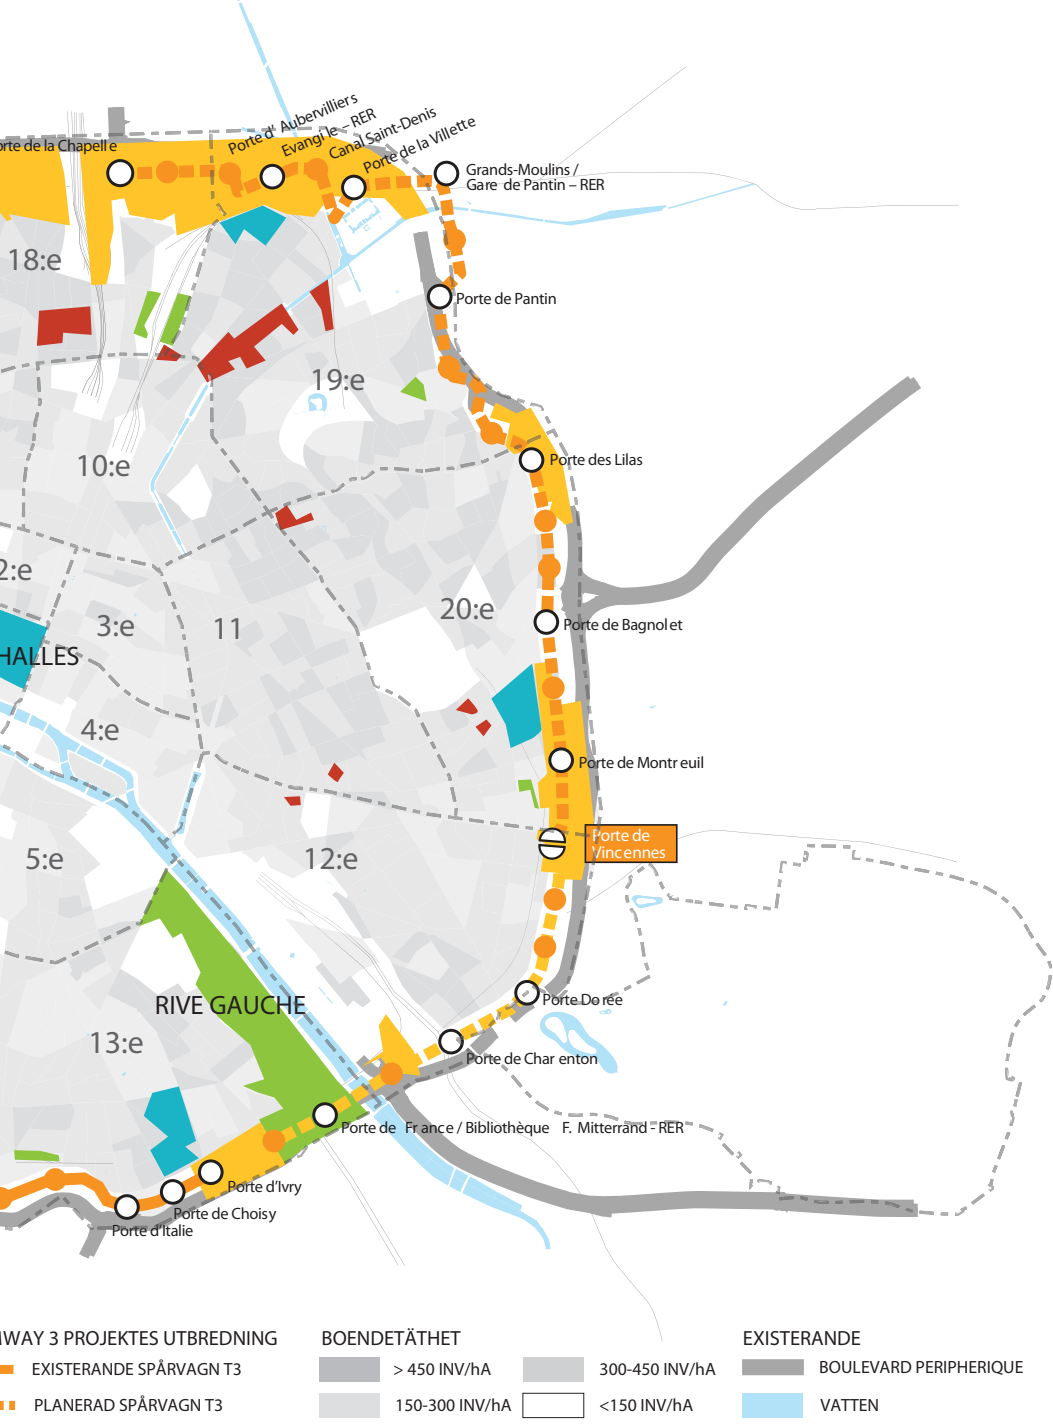 Porte d' Aubervilliers
Evangile – RER
Canal Saint-Denis
Porte de la Villette
orte de la Chapelle
Grands-Moulins /
Gare de Pantin – RER
18:e
Porte de Pantin
19:e
10:e
Porte des Lilas
2:e
3:e
11
20:e
Porte de Bagnolet
HALLES
4:e
Porte de Montreuil
Porte de
Vincennes
5:e
12:e
RIVE GAUCHE
Porte Dorée
13:e
Porte de Charenton
Porte de France / Bibliothèque F. Mitterrand - RER
Porte d'Ivry
Porte de Choisy
Porte d'Italie
WAY 3 PROJEKTES UTBREDNING
EXISTERANDE SPÅRVAGN T3
PLANERAD SPÅRVAGN T3
BOENDETÄTHET
> 450 INV/hA
300-450 INV/hA
150-300 INV/hA
<150 INV/hA
EXISTERANDE
BOULEVARD PERIPHERIQUE
VATTEN